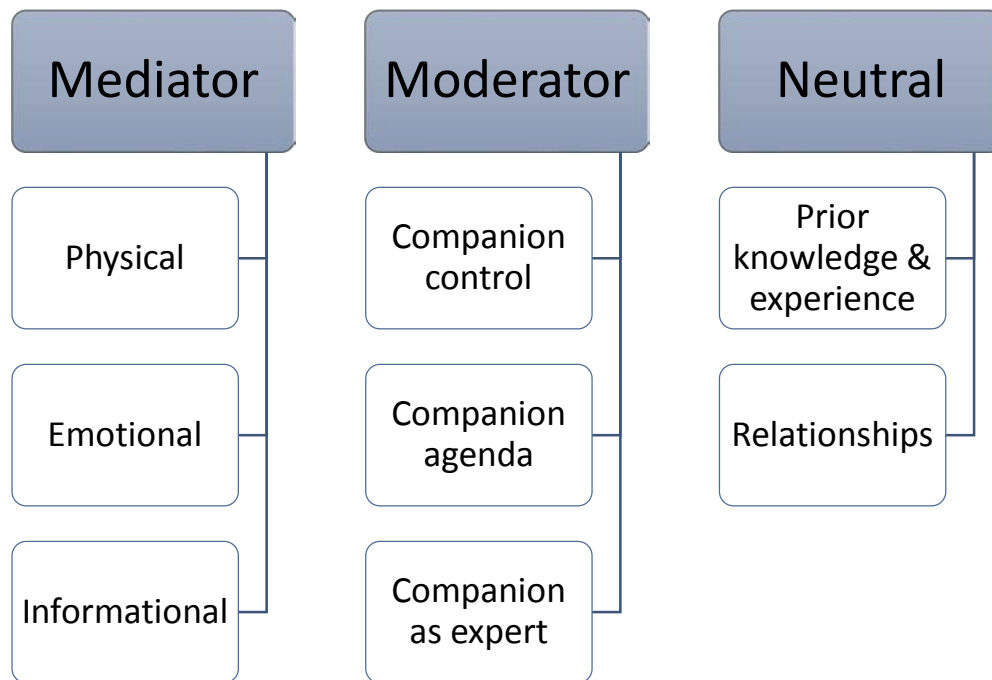 Mediator
Physical
Emotional
Informational
Moderator
Companion
control
Companion
agenda
Companion
as expert
Neutral
Prior
knowledge &
experience
Relationships